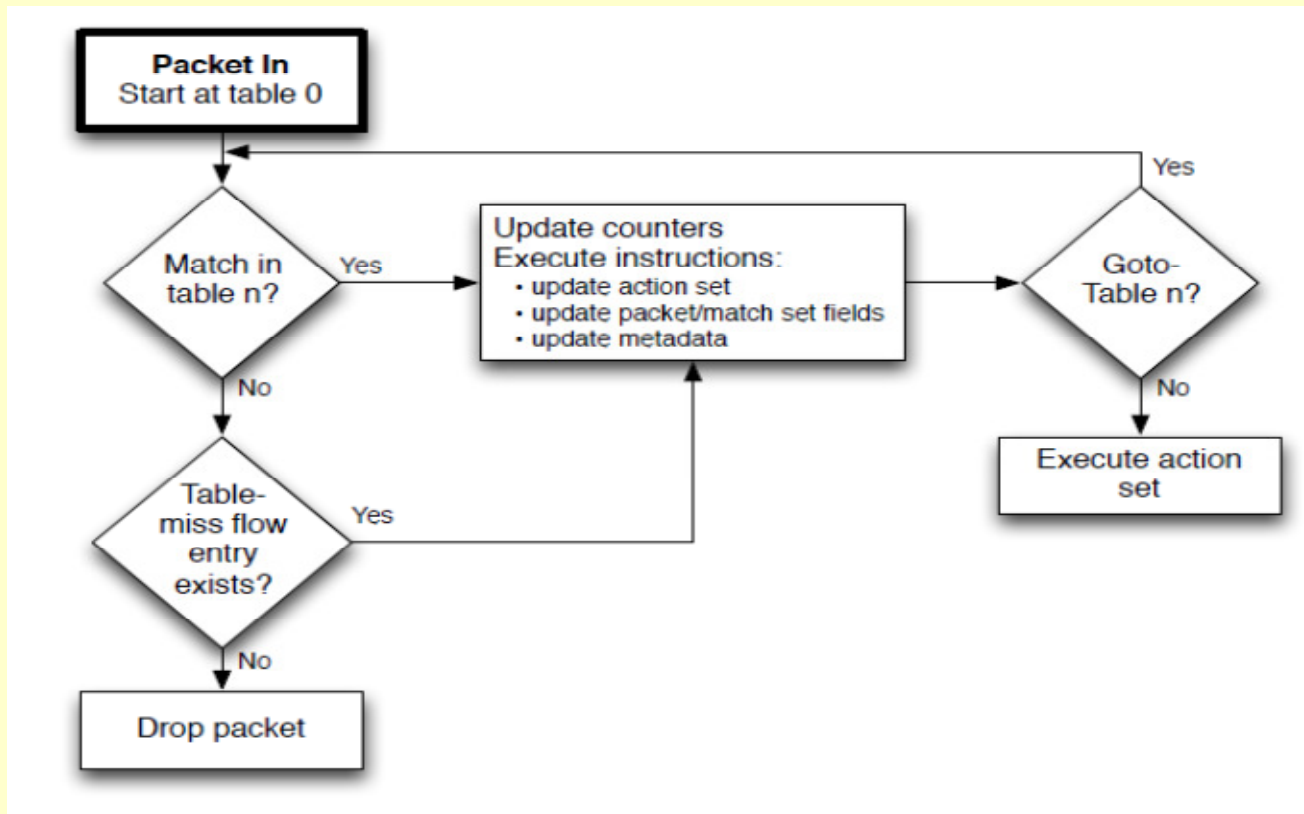 Packet In
Start at table 0
Yes
Match in
table n?
Yes
Update counters
Execute instructions:
• update action set
• update packet/match set fields
• update metadata
Goto-
Table n?
No
No
Execute action
set
Table-
miss flow
entry
exists?
Yes
No
Drop packet